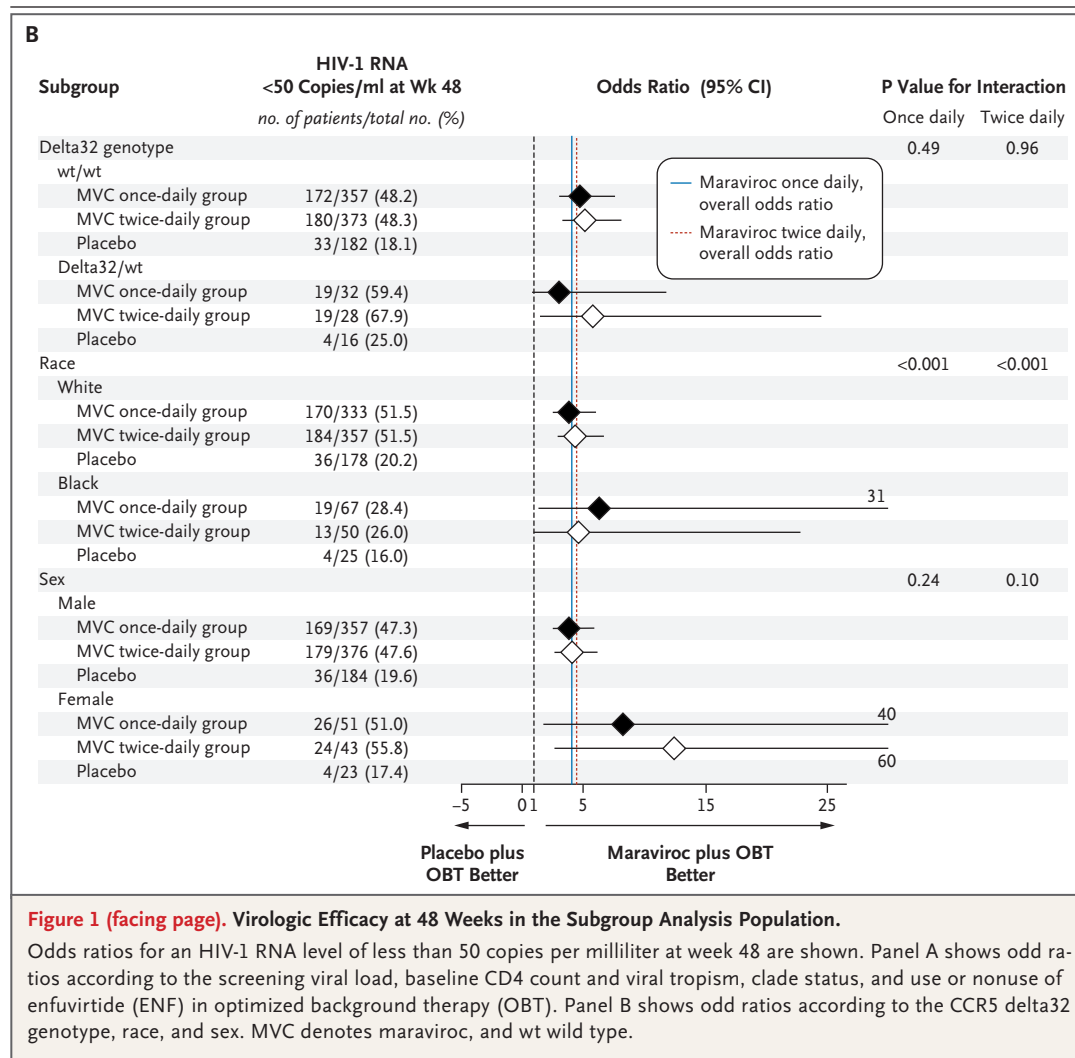 B
HIV-1 RNA
Subgroup <50 Copies/ml at Wk 48 Odds Ratio (95% CI) P Value for Interaction
no. of patients/total no. (%) Once daily Twice daily
Delta32 genotype 0.49 0.96
wt/wt
MVC once-daily group 172/357 (48.2)
MVC twice-daily group 180/373 (48.3)
Placebo 33/182 (18.1)
Maraviroc once daily,
overall odds ratio
Maraviroc twice daily,
overall odds ratio
Delta32/wt
MVC once-daily group 19/32 (59.4)
MVC twice-daily group 19/28 (67.9)
Placebo 4/16 (25.0)
Race <0.001 <0.001
White
MVC once-daily group 170/333 (51.5)
MVC twice-daily group 184/357 (51.5)
Placebo 36/178 (20.2)
Black
MVC once-daily group 19/67 (28.4) 31
MVC twice-daily group 13/50 (26.0)
Placebo 4/25 (16.0)
Sex 0.24 0.10
Male
MVC once-daily group 169/357 (47.3)
MVC twice-daily group 179/376 (47.6)
Placebo 36/184 (19.6)
Female
MVC once-daily group 26/51 (51.0) 40
MVC twice-daily group 24/43 (55.8)
Placebo 4/23 (17.4) 60
–5 0 1 5 15 25
Placebo plus
OBT Better
Maraviroc plus OBT
Better
Figure 1 (facing page). Virologic Efficacy at 48 Weeks in the Subgroup Analysis Population.
Odds ratios for an HIV-1 RNA level of less than 50 copies per milliliter at week 48 are shown. Panel A shows odd ra-
tios according to the screening viral load, baseline CD4 count and viral tropism, clade status, and use or nonuse of
enfuvirtide (ENF) in optimized background therapy (OBT). Panel B shows odd ratios according to the CCR5 delta32
genotype, race, and sex. MVC denotes maraviroc, and wt wild type.